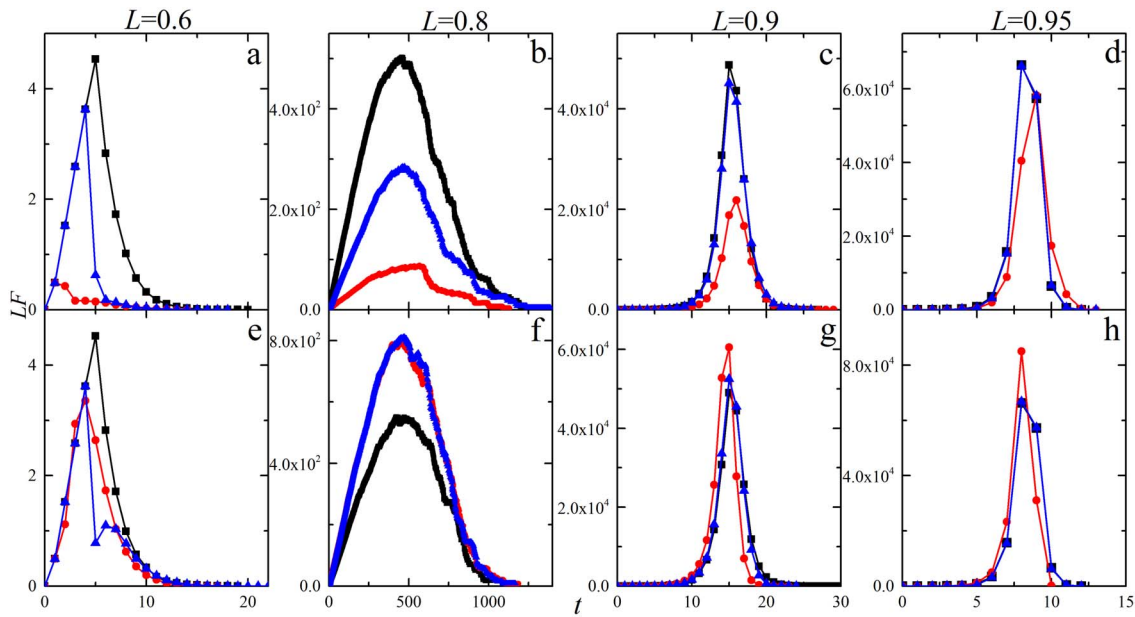 L=0.6 L=0.8 L=0.9 L=0.95
a b c d
4 2 0
4.0x10² 2.0x10² 0.0
4.0x10⁴ 2.0x10⁴ 0.0
6.0x10⁴ 4.0x10⁴ 2.0x10⁴ 0.0
LF
e f g h
4 2 0
8.0x10² 4.0x10² 0.0
6.0x10⁴ 4.0x10⁴ 2.0x10⁴ 0.0
8.0x10⁴ 4.0x10⁴ 0.0
0 10 20 0 500 1000 0 10 20 30 0 5 10 15
t